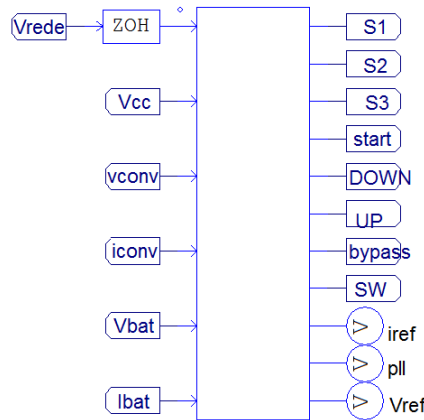 Vrede ZOH S1
S2
Vcc S3
start
vconv DOWN
UP
iconv bypass
SW
Vbat V iref
V pll
Ibat V Vref